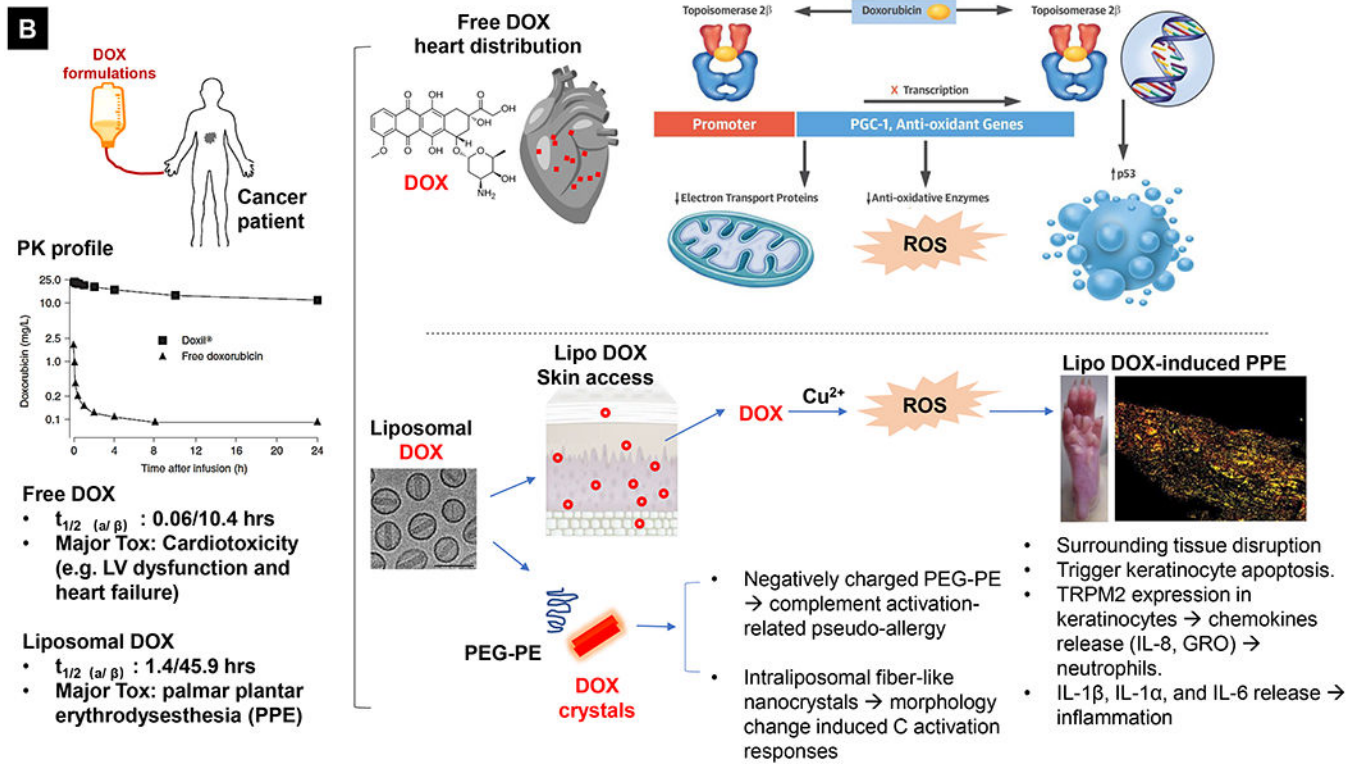 B
DOX
formulations
Cancer
patient
PK profile
Doxorubicin (mg/L)
25.0
10.0
2.5
1.0
0.2
0.1
Doxil®
Free doxorubicin
0 4 8 12 16 20 24
Time after infusion (h)
Free DOX
• t1/2 (a/ β) : 0.06/10.4 hrs
• Major Tox: Cardiotoxicity
(e.g. LV dysfunction and
heart failure)
Liposomal DOX
• t1/2 (a/ β) : 1.4/45.9 hrs
• Major Tox: palmar plantar
erythrodysesthesia (PPE)
Free DOX
heart distribution
O OH O OH
OH
OH
O O OH O H
O O
OH
NH2
DOX
Topoisomerase 2β
Doxorubicin
Topoisomerase 2β
X Transcription
Promoter
PGC-1, Anti-oxidant Genes
↓Electron Transport Proteins
↓Anti-oxidative Enzymes
↑p53
ROS
Liposomal
DOX
Lipo DOX
Skin access
DOX
Cu2+
ROS
Lipo DOX-induced PPE
PEG-PE
DOX
crystals
• Negatively charged PEG-PE
→ complement activation-
related pseudo-allergy
• Intraliposomal fiber-like
nanocrystals → morphology
change induced C activation
responses
• Surrounding tissue disruption
• Trigger keratinocyte apoptosis.
• TRPM2 expression in
keratinocytes → chemokines
release (IL-8, GRO) →
neutrophils.
• IL-1β, IL-1α, and IL-6 release →
inflammation